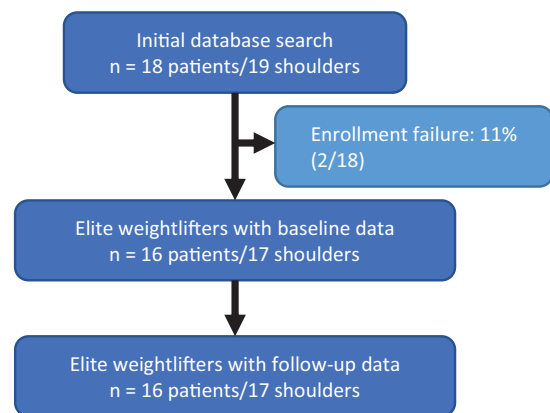 Initial database search
n = 18 patients/19 shoulders
Enrollment failure: 11%
(2/18)
Elite weightlifters with baseline data
n = 16 patients/17 shoulders
Elite weightlifters with follow-up data
n = 16 patients/17 shoulders